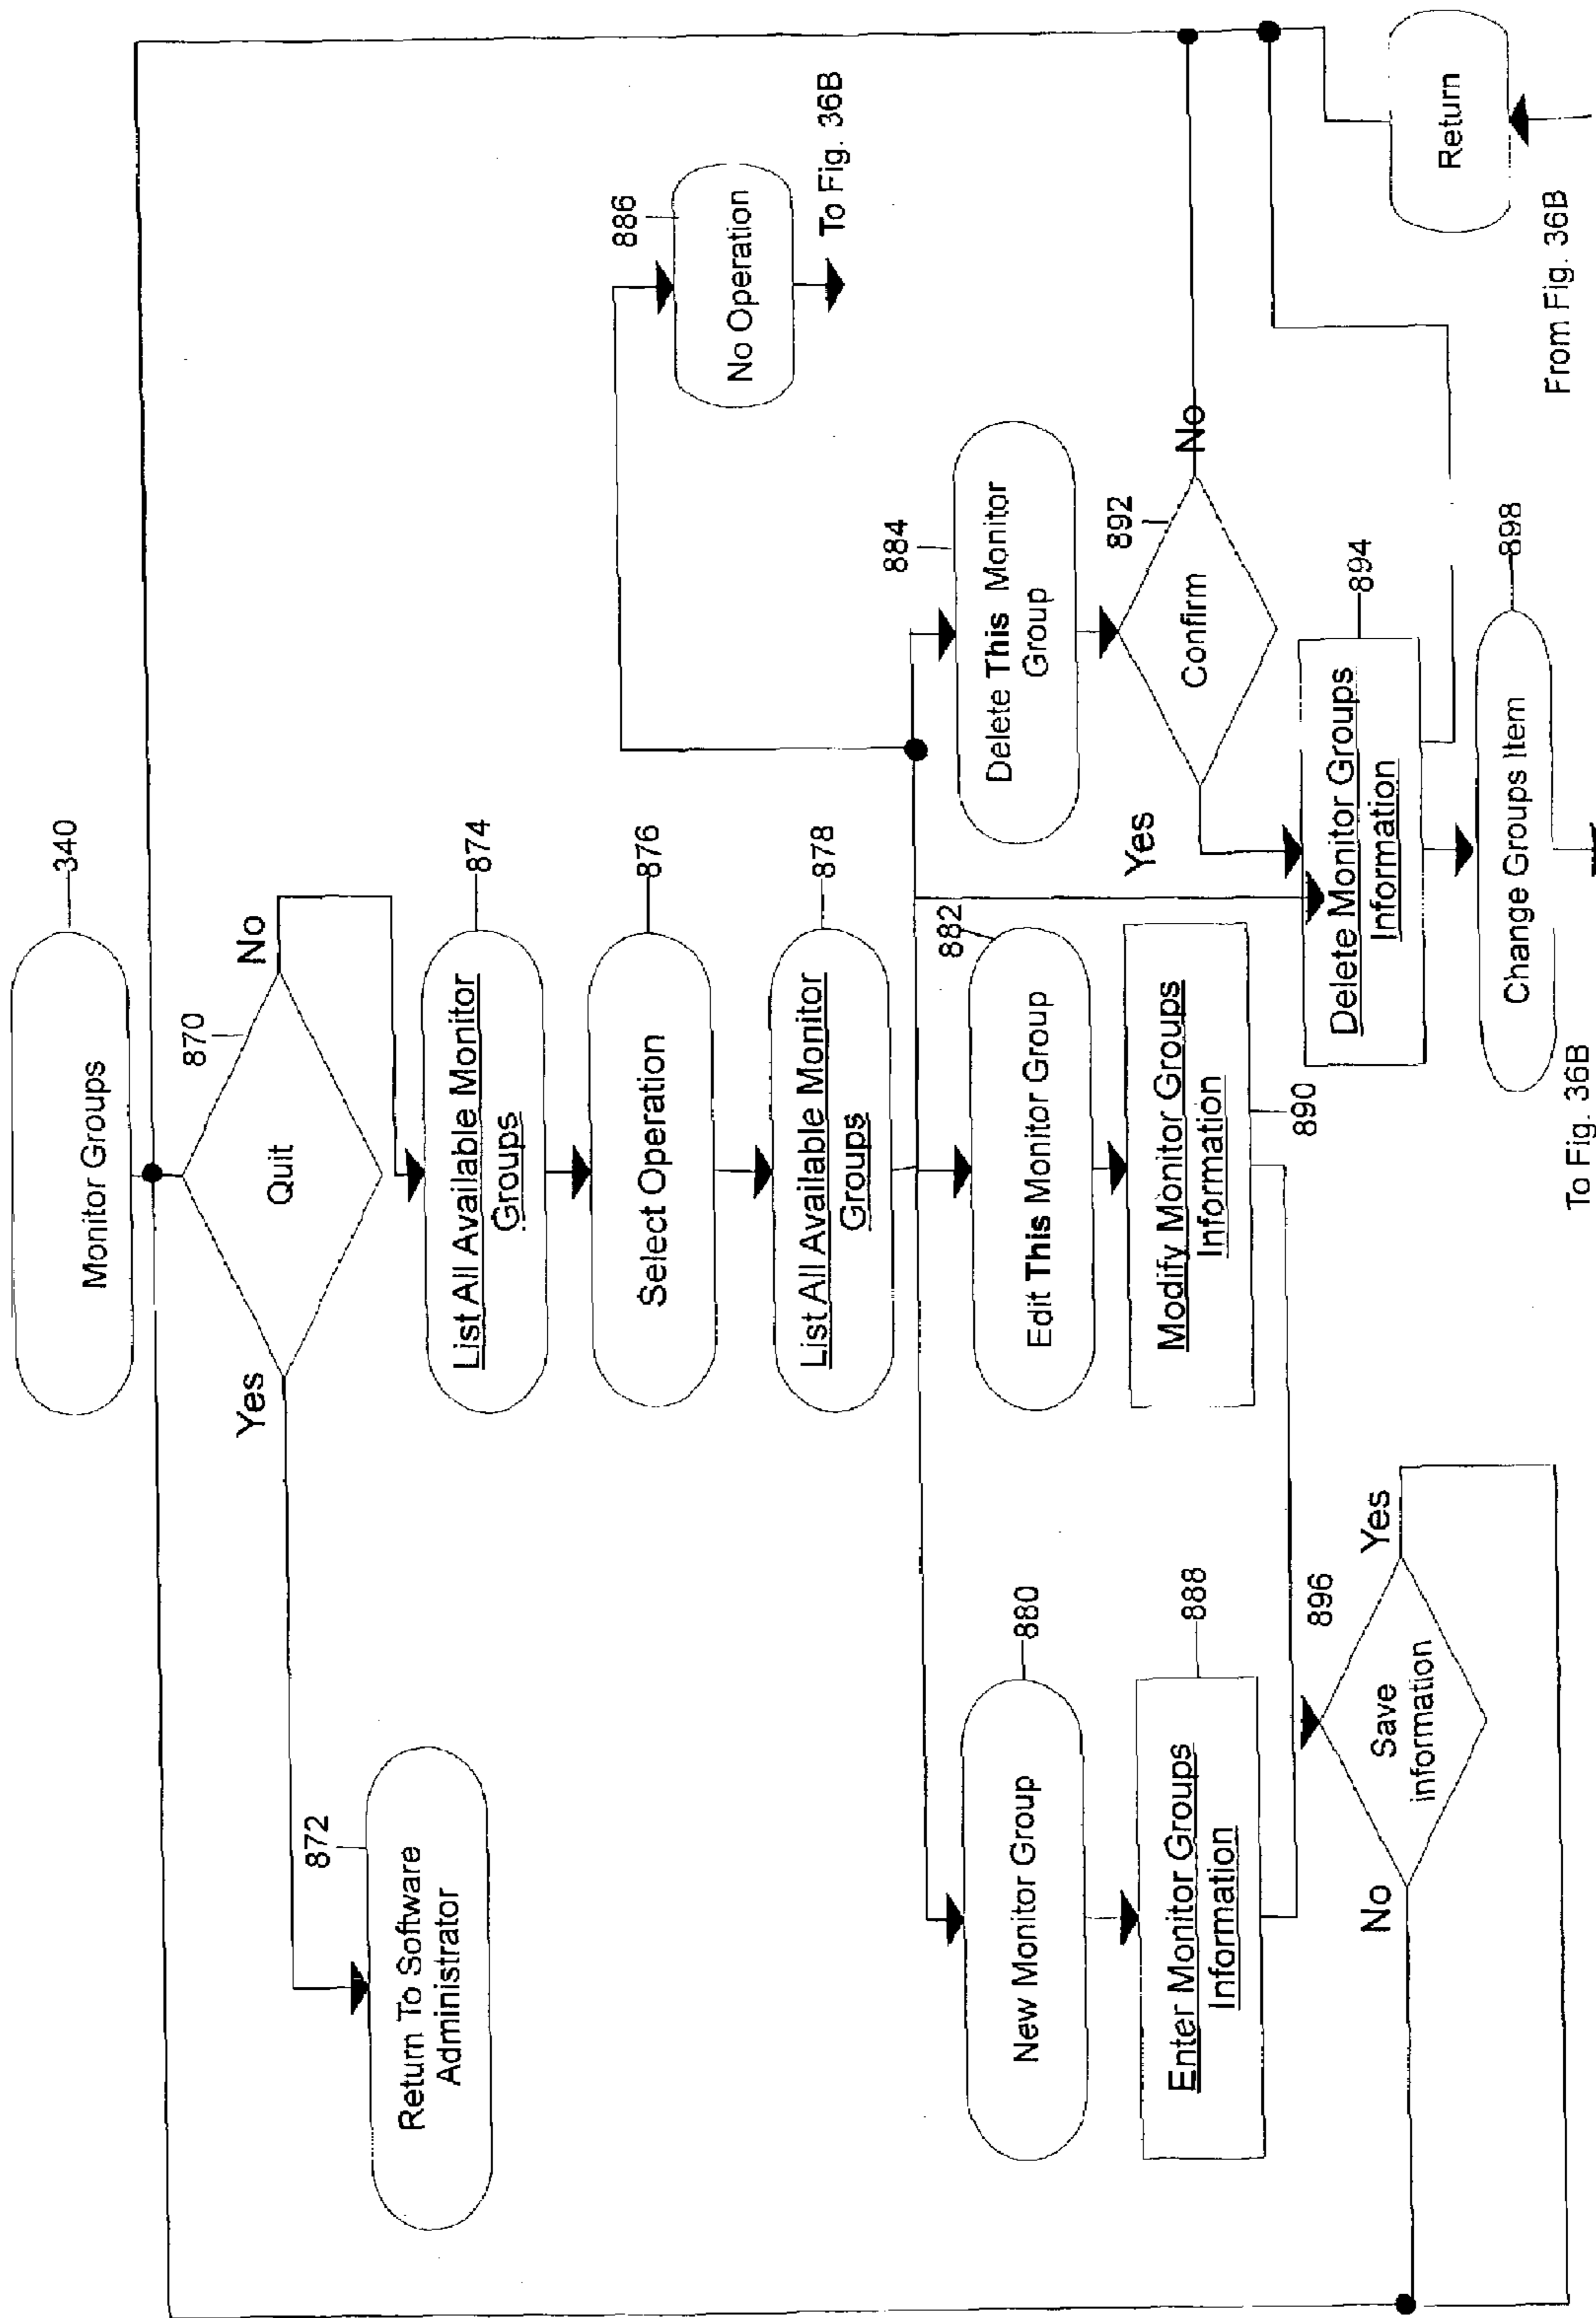 Monitor Groups
340
870
Quit
Yes
No
872
Return To Software
Administrator
List All Available Monitor
Groups
874
Select Operation
876
List All Available Monitor
Groups
878
886
No Operation
To Fig. 36B
New Monitor Group
880
Edit This Monitor Group
882
Delete This Monitor
Group
884
Enter Monitor Groups
Information
888
Modify Monitor Groups
Information
890
Confirm
892
Yes
No
Delete Monitor Groups
Information
894
Save
information
896
No
Yes
Change Groups Item
898
To Fig. 36B
Return
From Fig. 36B